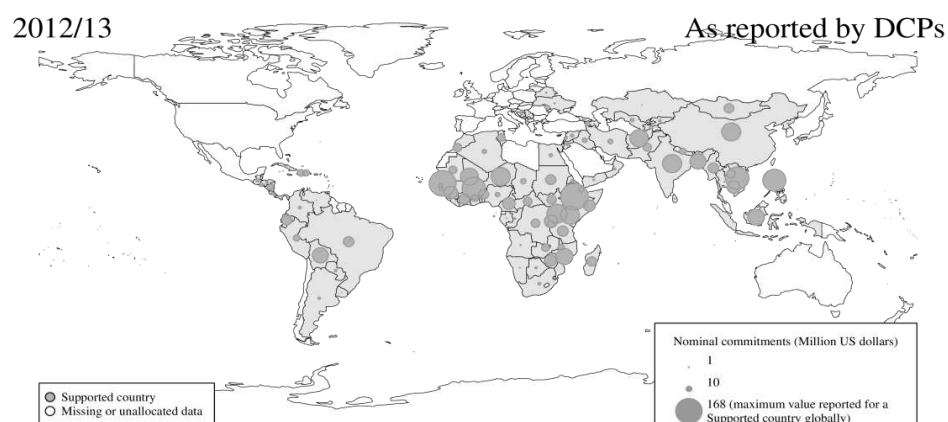 2012/13
As reported by DCPs
Nominal commitments (Million US dollars)
1
10
168 (maximum value reported for a
Supported country globally)
Supported country
Missing or unallocated data